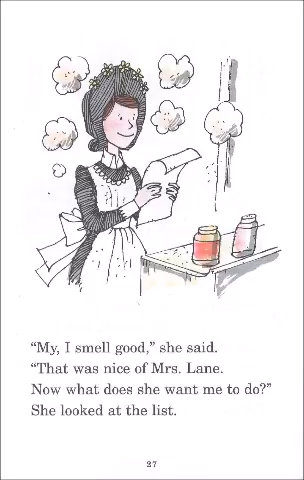 "My, I smell good," she said.
"That was nice of Mrs. Lane.
Now what does she want me to do?"
She looked at the list.
27